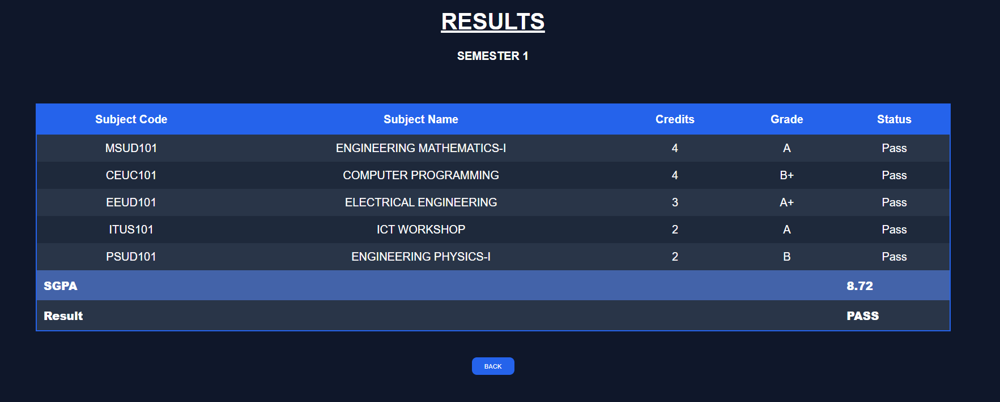 RESULTS
SEMESTER 1
Subject Code Subject Name Credits Grade Status
MSUD101 ENGINEERING MATHEMATICS-I 4 A Pass
CEUC101 COMPUTER PROGRAMMING 4 B+ Pass
EEUD101 ELECTRICAL ENGINEERING 3 A+ Pass
ITUS101 ICT WORKSHOP 2 A Pass
PSUD101 ENGINEERING PHYSICS-I 2 B Pass
SGPA 8.72
Result PASS
BACK